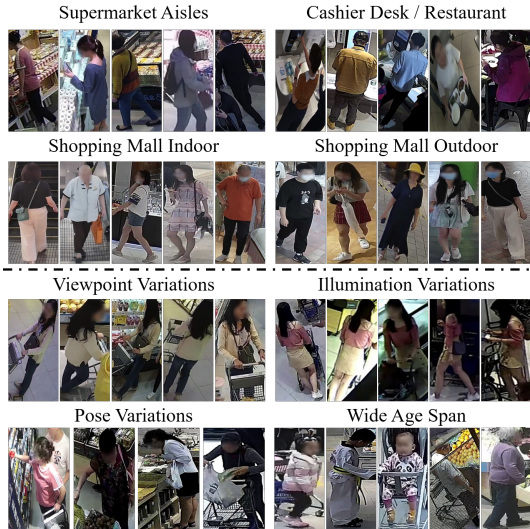 Supermarket Aisles
Cashier Desk / Restaurant
Shopping Mall Indoor
Shopping Mall Outdoor
Viewpoint Variations
Illumination Variations
Pose Variations
Wide Age Span